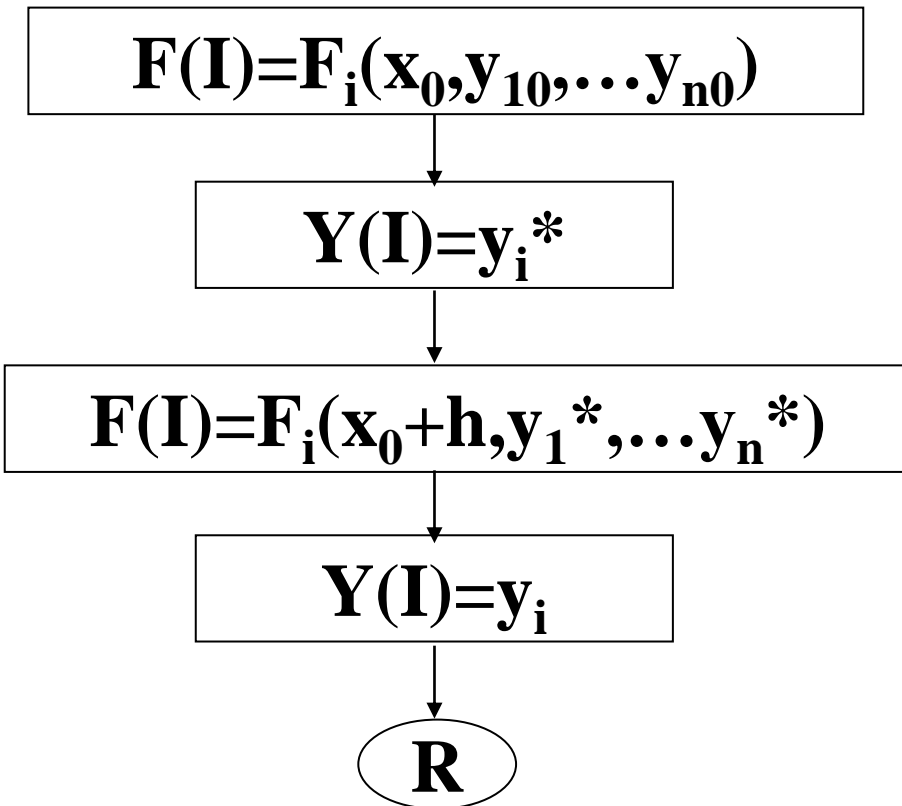 F(I)=Fᵢ(x₀,y₁₀,…yₙ₀)
Y(I)=yᵢ*
F(I)=Fᵢ(x₀+h,y₁*,…yₙ*)
Y(I)=yᵢ
R